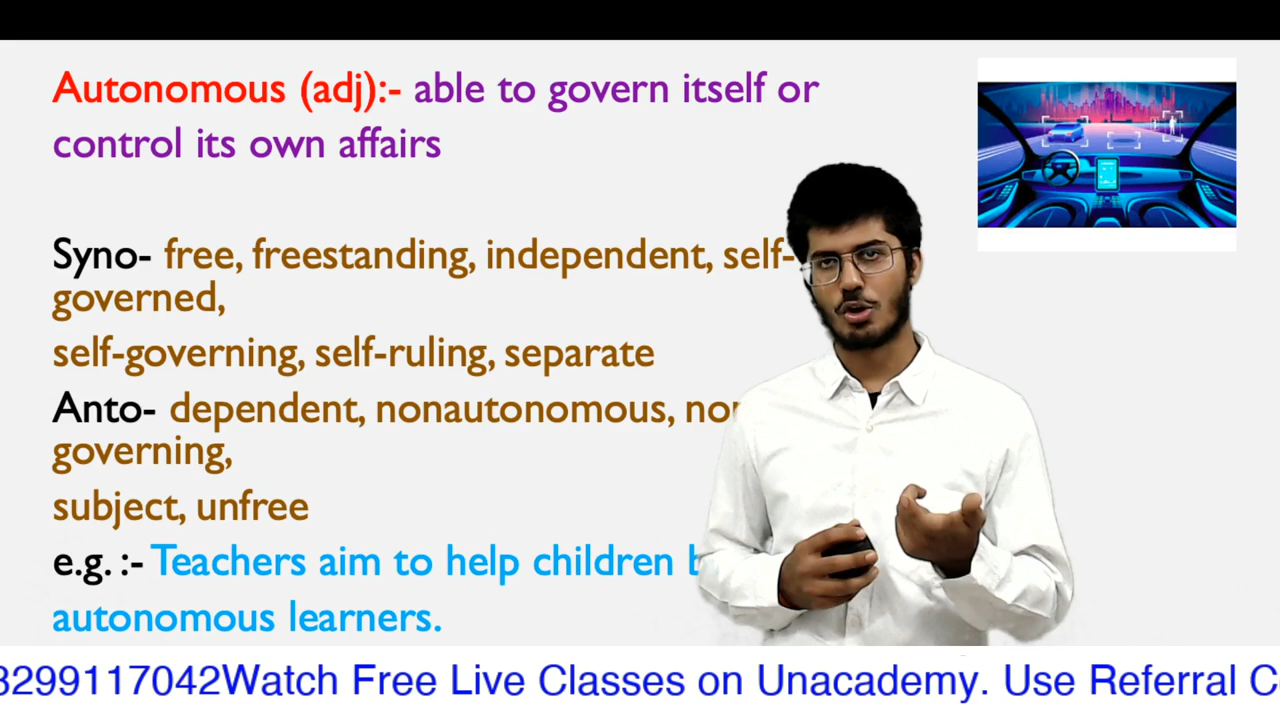 Autonomous (adj):- able to govern itself or
control its own affairs
Syno- free, freestanding, independent, self-
governed,
self-governing, self-ruling, separate
Anto- dependent, nonautonomous,
governing,
subject, unfree
e.g. :- Teachers aim to help children
autonomous learners.
3299117042Watch Free Live Classes on Unacademy. Use Referral